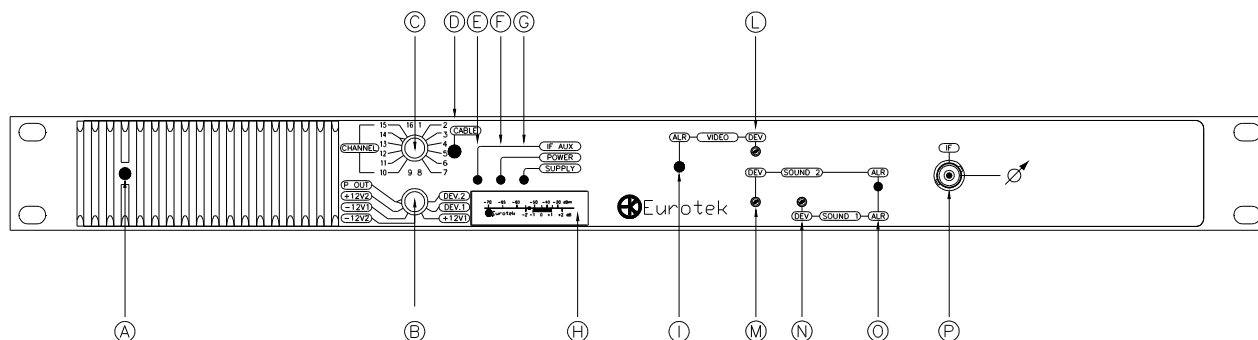 C D E F G L
15 16 1 2
14 3
13 4
12 5
11 6
10 9 8 7
CHANNEL
CABLE
IF AUX
POWER
SUPPLY
ALR VIDEO DEV
IF
DEV SOUND 2 ALR
P OUT
+12V2
-12V1
-12V2
DEV.2
DEV.1
+12V1
Eurotek
Eurotek
DEV SOUND 1 ALR
A B H I M N O P